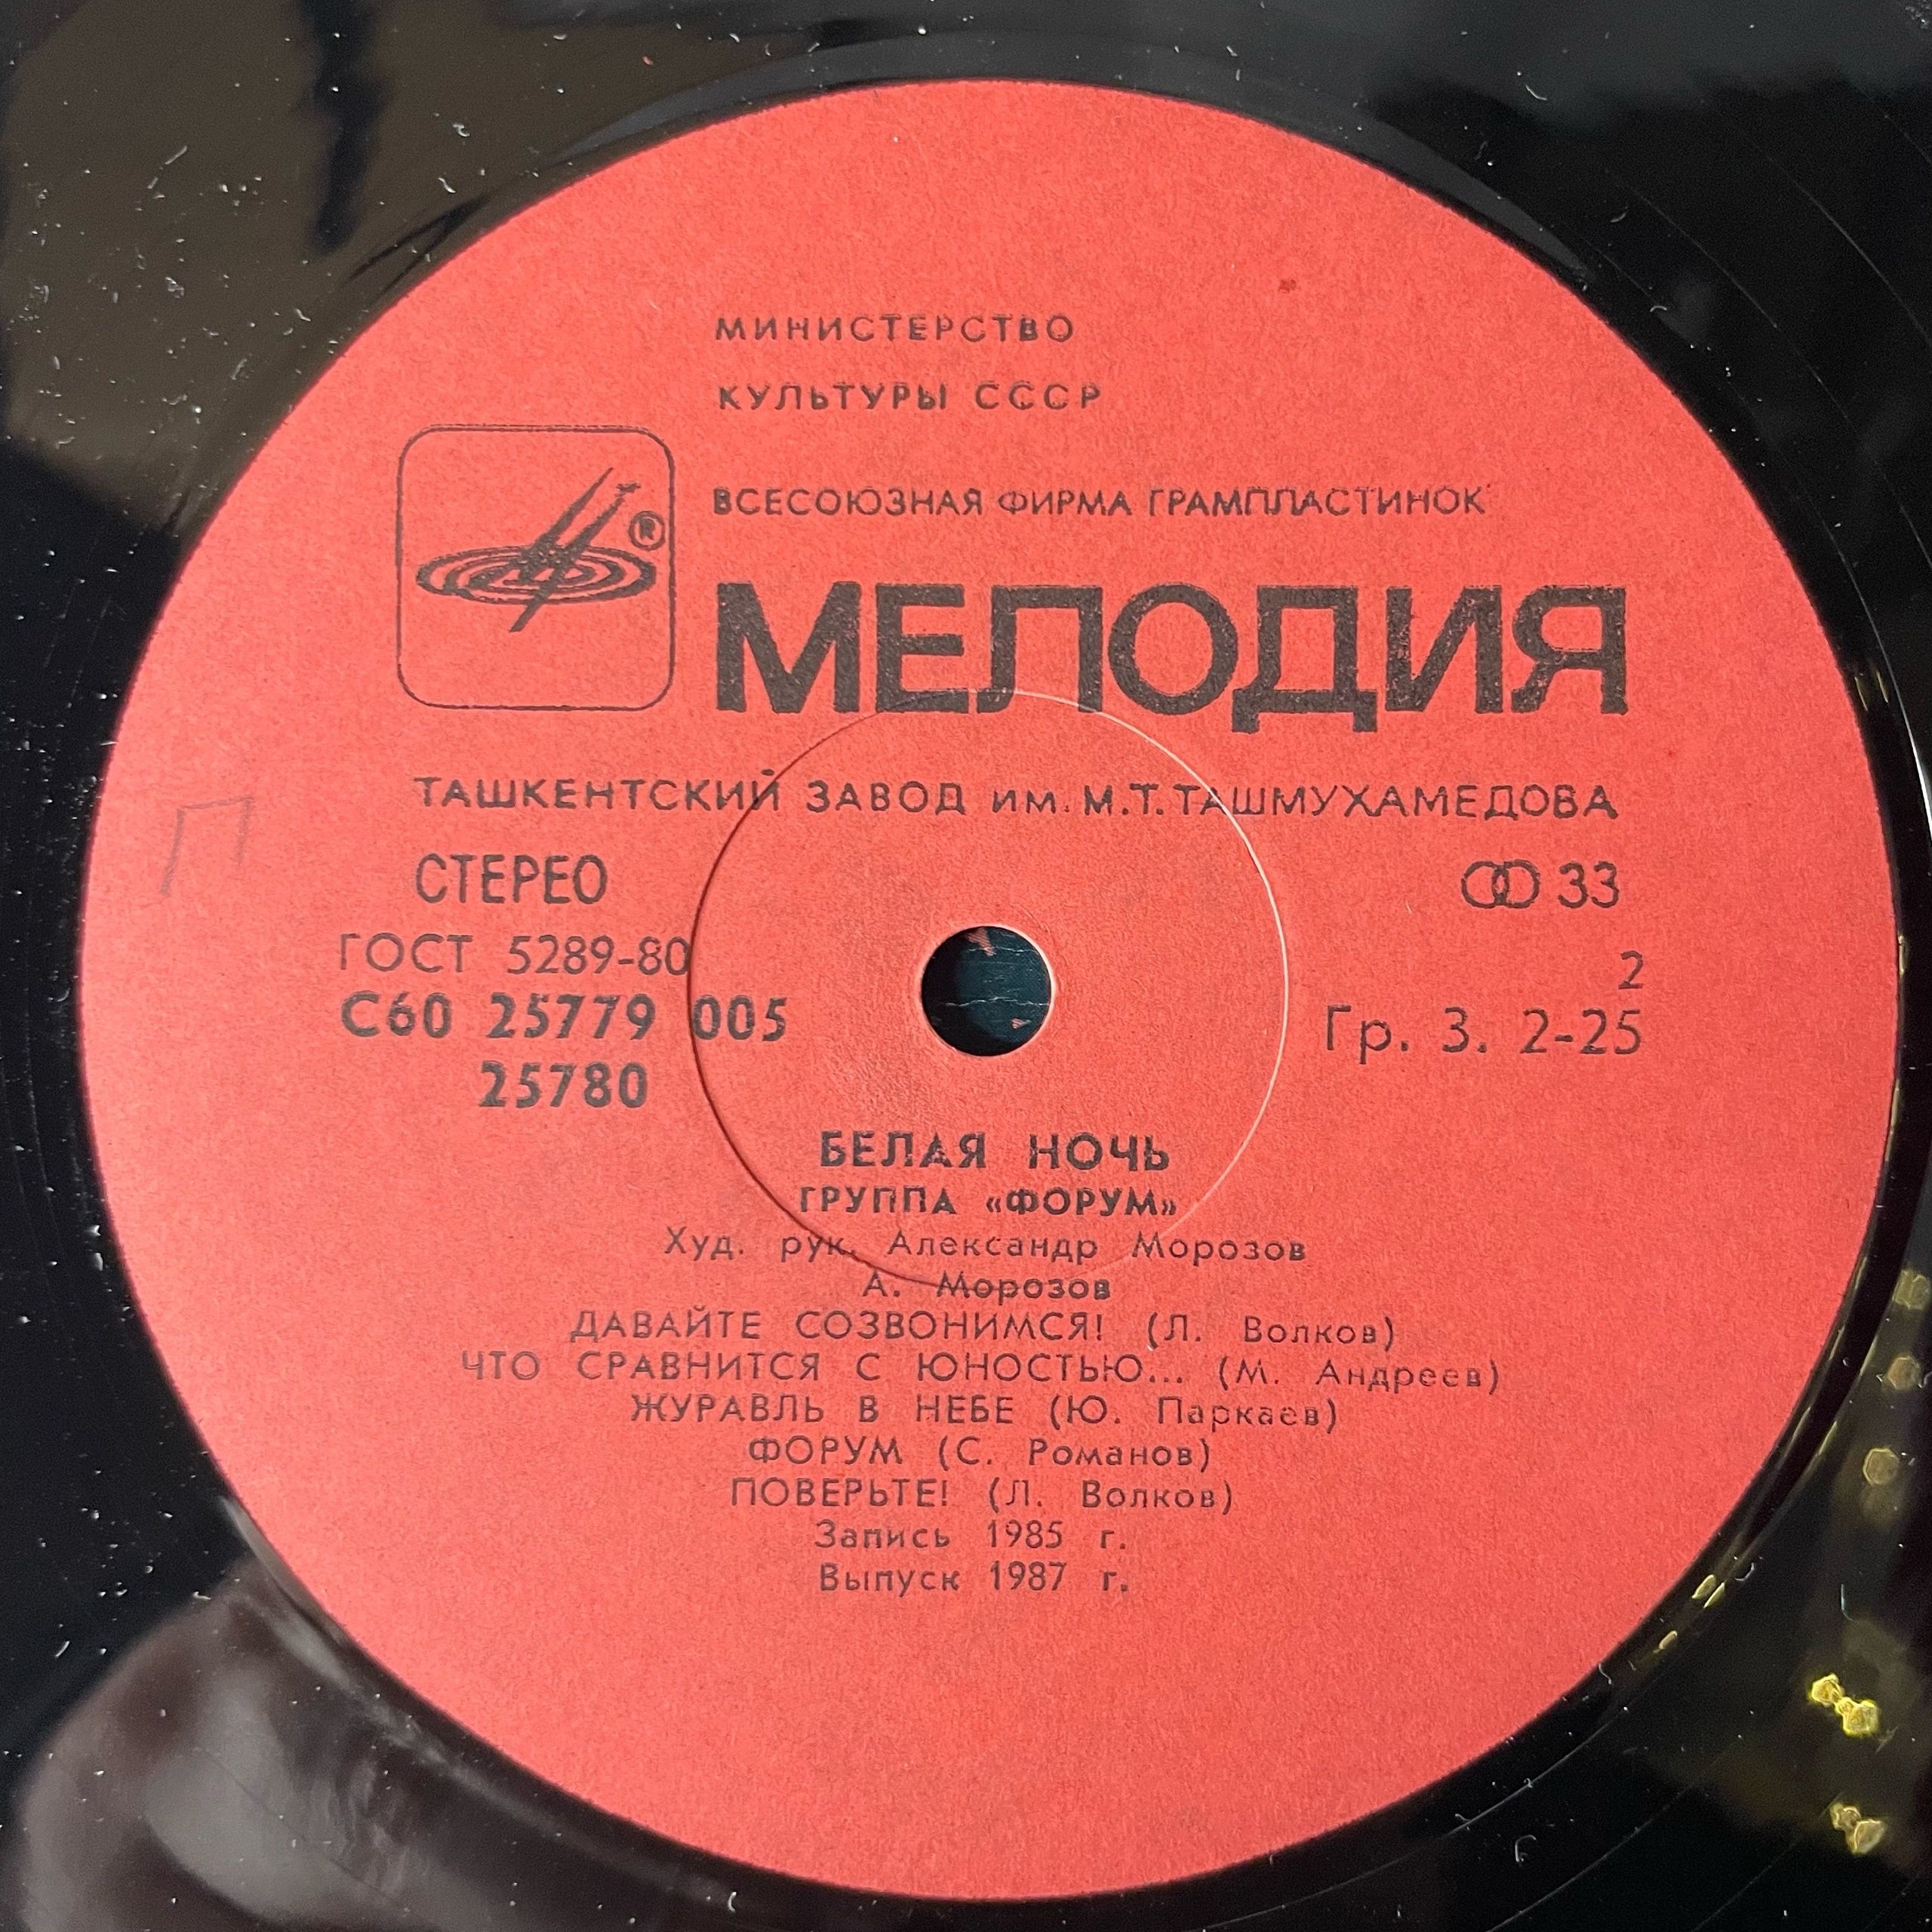 МИНИСТЕРСТВО
КУЛЬТУРЫ СССР
ВСЕСОЮЗНАЯ ФИРМА ГРАМПЛАСТИНОК
®
МЕЛОДИЯ
ТАШКЕНТСКИЙ ЗАВОД им. М.Т.ТАШМУХАМЕДОВА
П
СТЕРЕО 33
ГОСТ 5289-80 2
С60 25779 005 Гр. 3. 2-25
25780
БЕЛАЯ НОЧЬ
ГРУППА «ФОРУМ»
Худ. рук. Александр Морозов
А. Морозов
ДАВАЙТЕ СОЗВОНИМСЯ! (Л. Волков)
ЧТО СРАВНИТСЯ С ЮНОСТЬЮ... (М. Андреев)
ЖУРАВЛЬ В НЕБЕ (Ю. Паркаев)
ФОРУМ (С. Романов)
ПОВЕРЬТЕ! (Л. Волков)
Запись 1985 г.
Выпуск 1987 г.